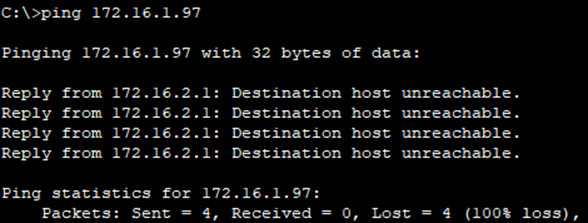 C:\>ping 172.16.1.97
Pinging 172.16.1.97 with 32 bytes of data:
Reply from 172.16.2.1: Destination host unreachable.
Reply from 172.16.2.1: Destination host unreachable.
Reply from 172.16.2.1: Destination host unreachable.
Reply from 172.16.2.1: Destination host unreachable.
Ping statistics for 172.16.1.97:
Packets: Sent = 4, Received = 0, Lost = 4 (100% loss),